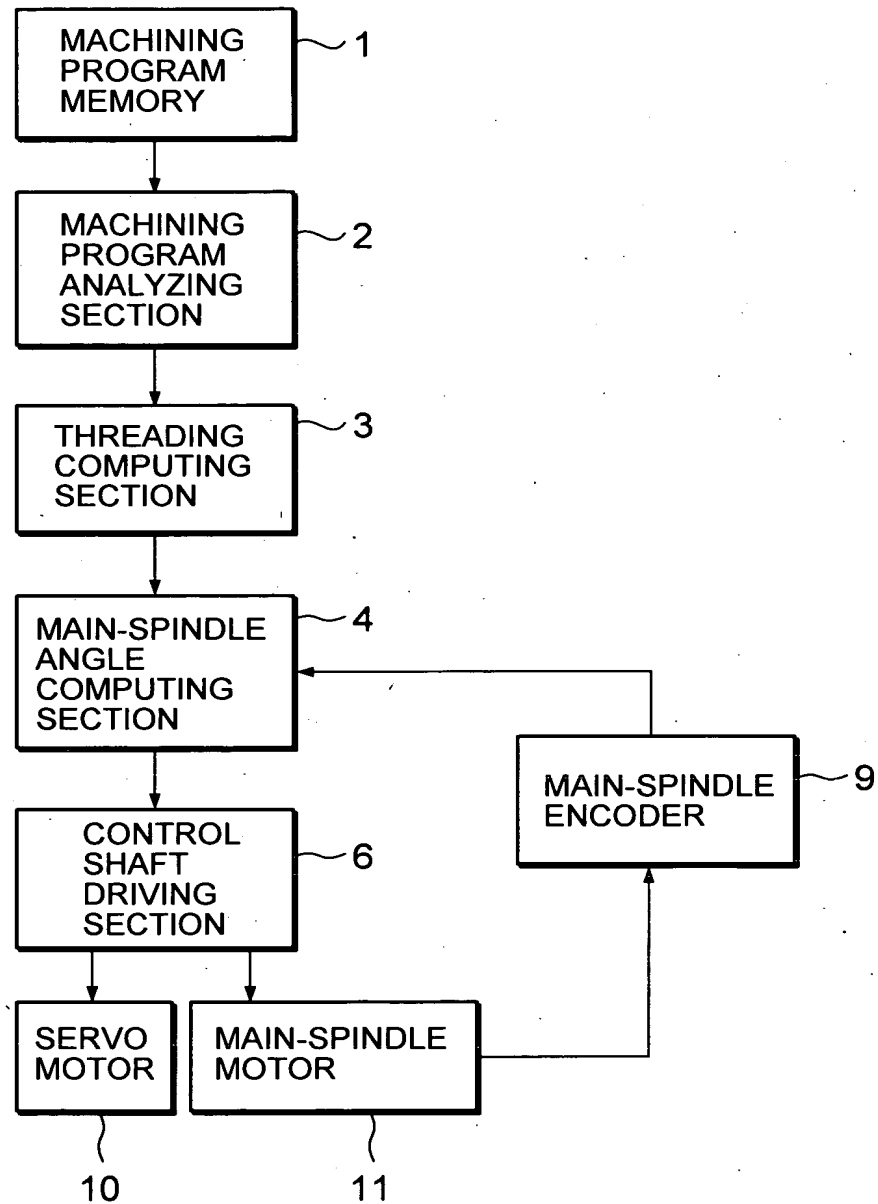 MACHINING
PROGRAM
MEMORY
1
MACHINING
PROGRAM
ANALYZING
SECTION
2
THREADING
COMPUTING
SECTION
3
MAIN-SPINDLE
ANGLE
COMPUTING
SECTION
4
MAIN-SPINDLE
ENCODER
9
CONTROL
SHAFT
DRIVING
SECTION
6
SERVO
MOTOR
MAIN-SPINDLE
MOTOR
10
11